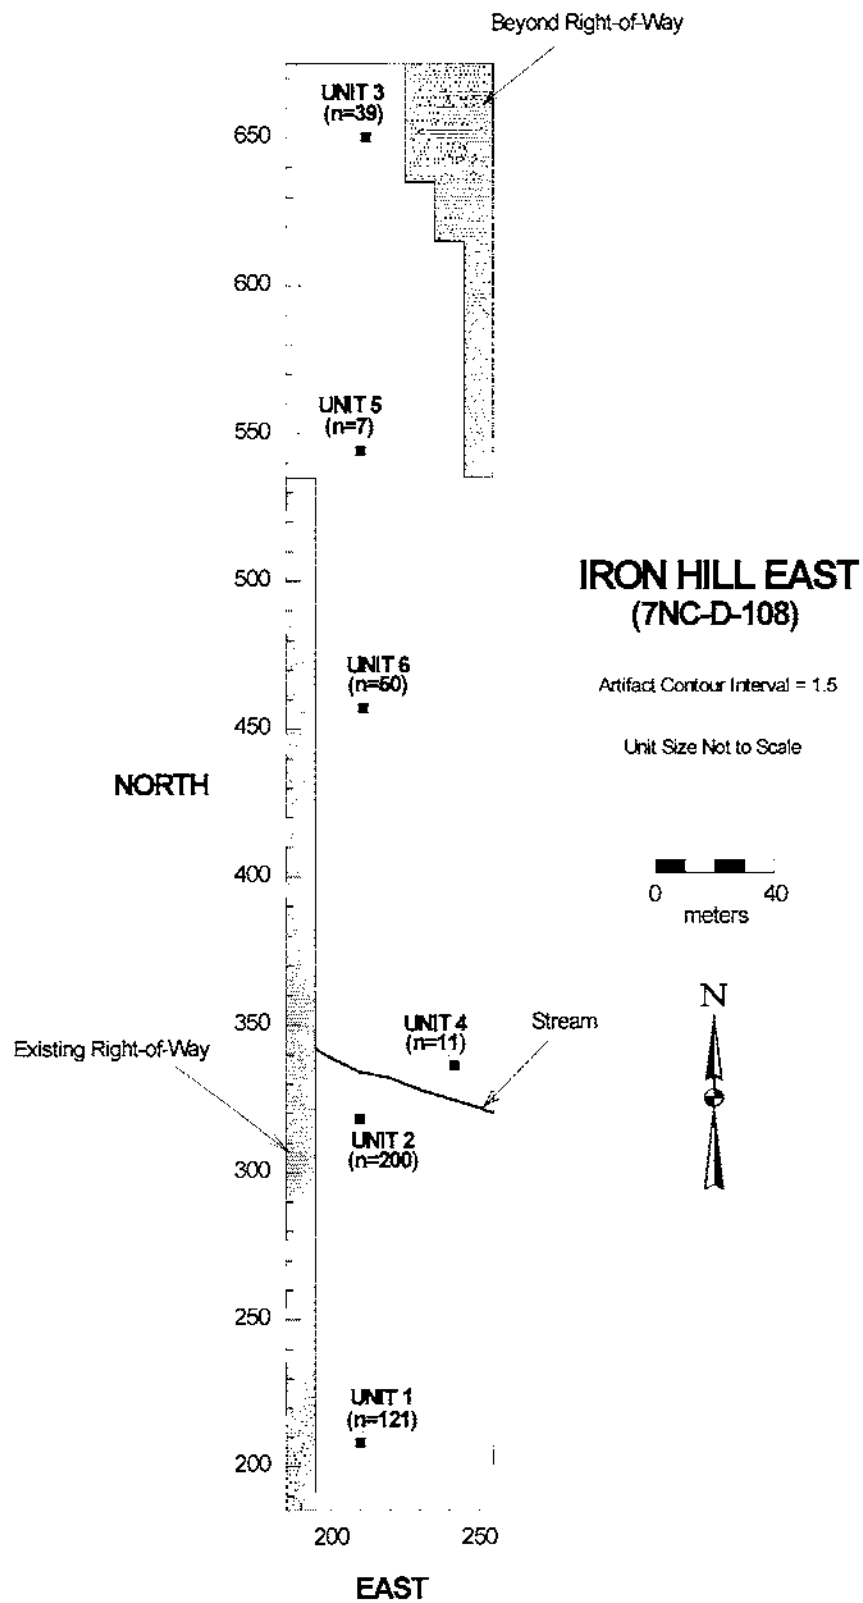 Beyond Right-of-Way
UNIT 3
(n=39)
650
600
UNIT 5
(n=7)
550
500
IRON HILL EAST
(7NC-D-108)
UNIT 6
(n=60)
Artifact Contour Interval = 1.5
450
Unit Size Not to Scale
NORTH
400
0 40
meters
N
350
UNIT 4
(n=11)
Stream
Existing Right-of-Way
UNIT 2
(n=200)
300
250
UNIT 1
(n=121)
200
200 250
EAST